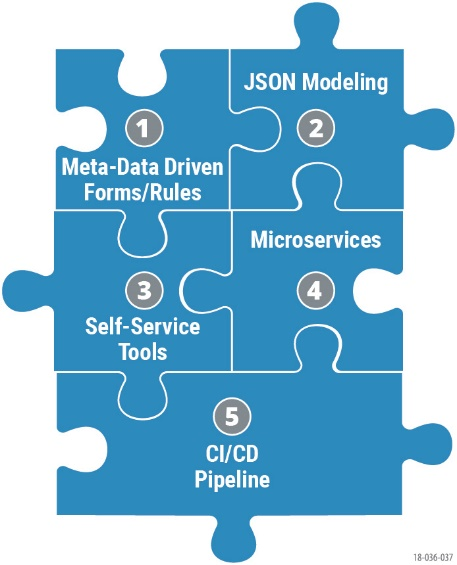 1
Meta-Data Driven
Forms/Rules
JSON Modeling
2
3
Self-Service
Tools
Microservices
4
5
CI/CD
Pipeline
18-036-037